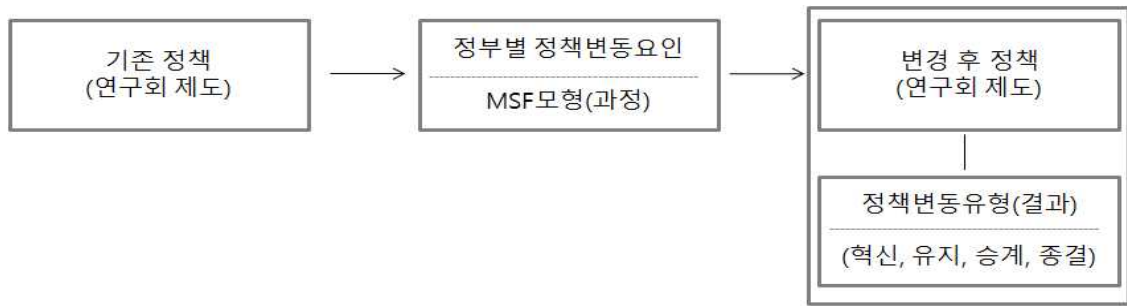 기존 정책
(연구회 제도)
정부별 정책변동요인
MSF모형(과정)
변경 후 정책
(연구회 제도)
정책변동유형(결과)
(혁신, 유지, 승계, 종결)